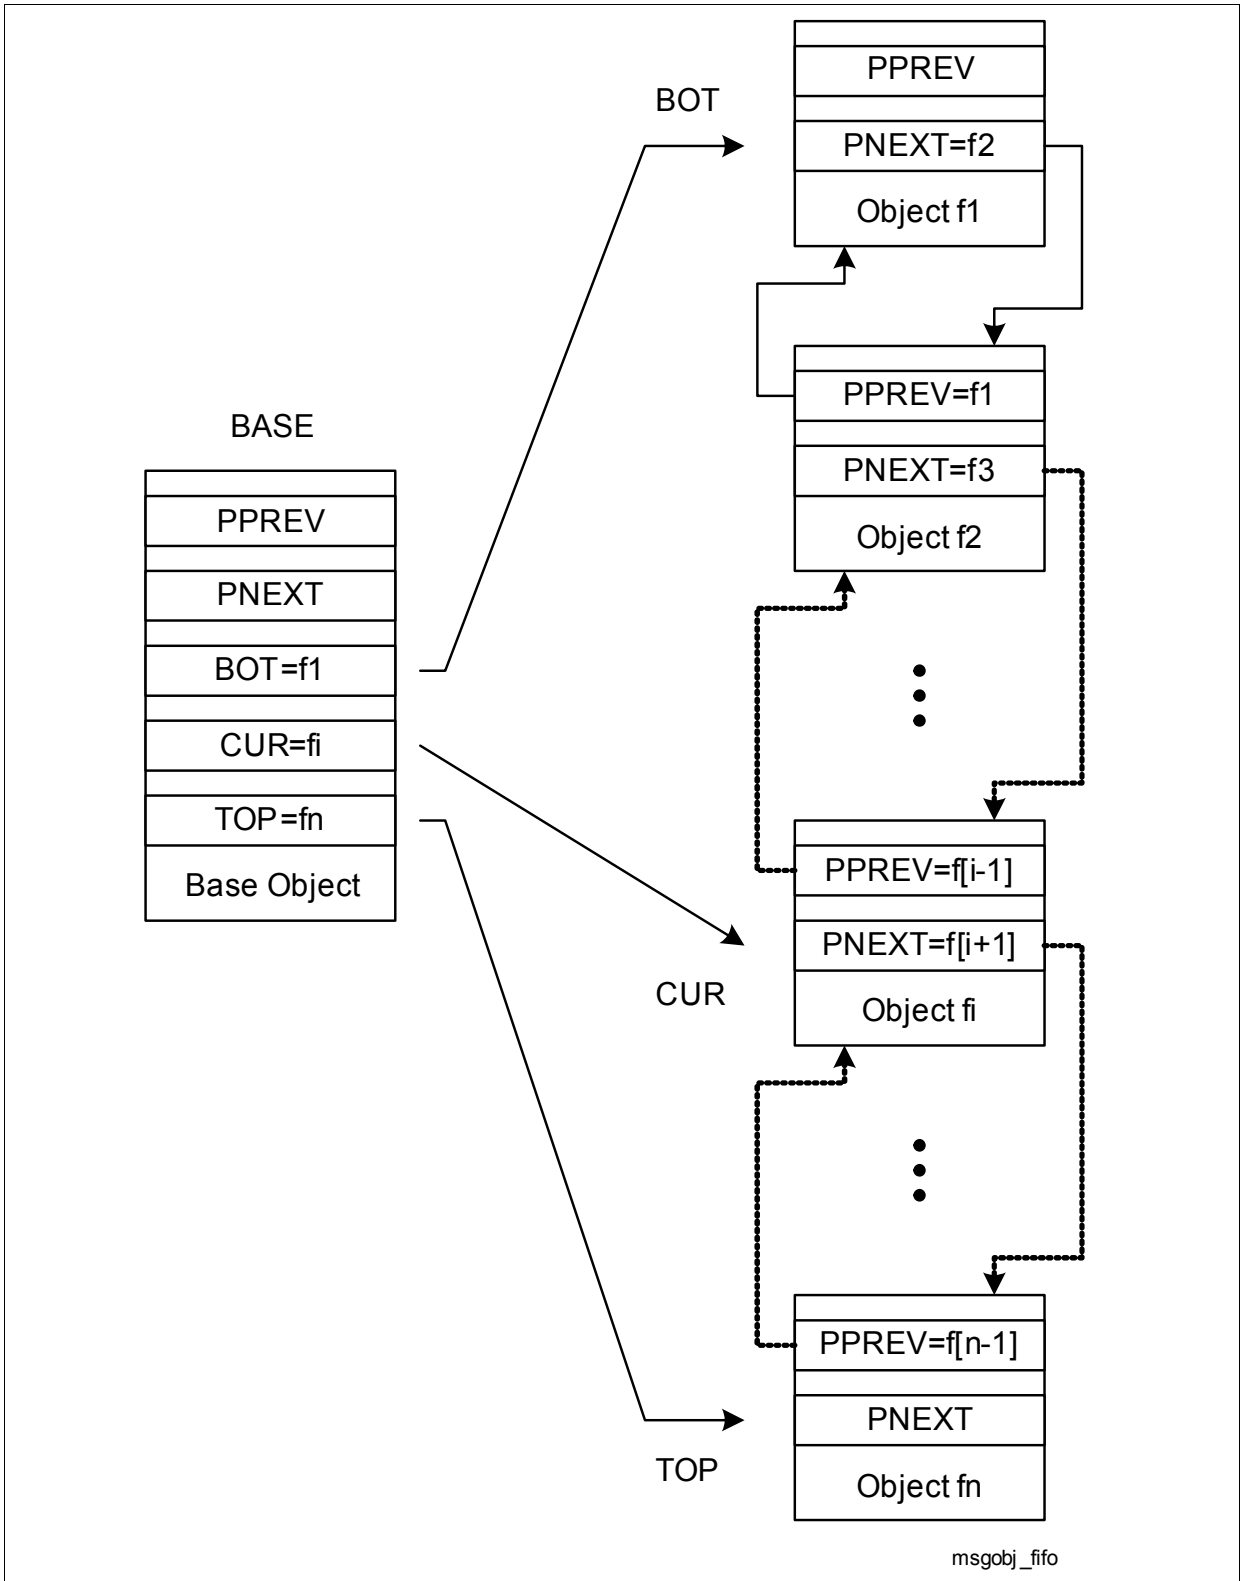 BASE
PPREV
PNEXT
BOT=f1
CUR=fi
TOP=fn
Base Object
BOT
PPREV
PNEXT=f2
Object f1
PPREV=f1
PNEXT=f3
Object f2
CUR
PPREV=f[i-1]
PNEXT=f[i+1]
Object fi
TOP
PPREV=f[n-1]
PNEXT
Object fn
msgobj_fifo